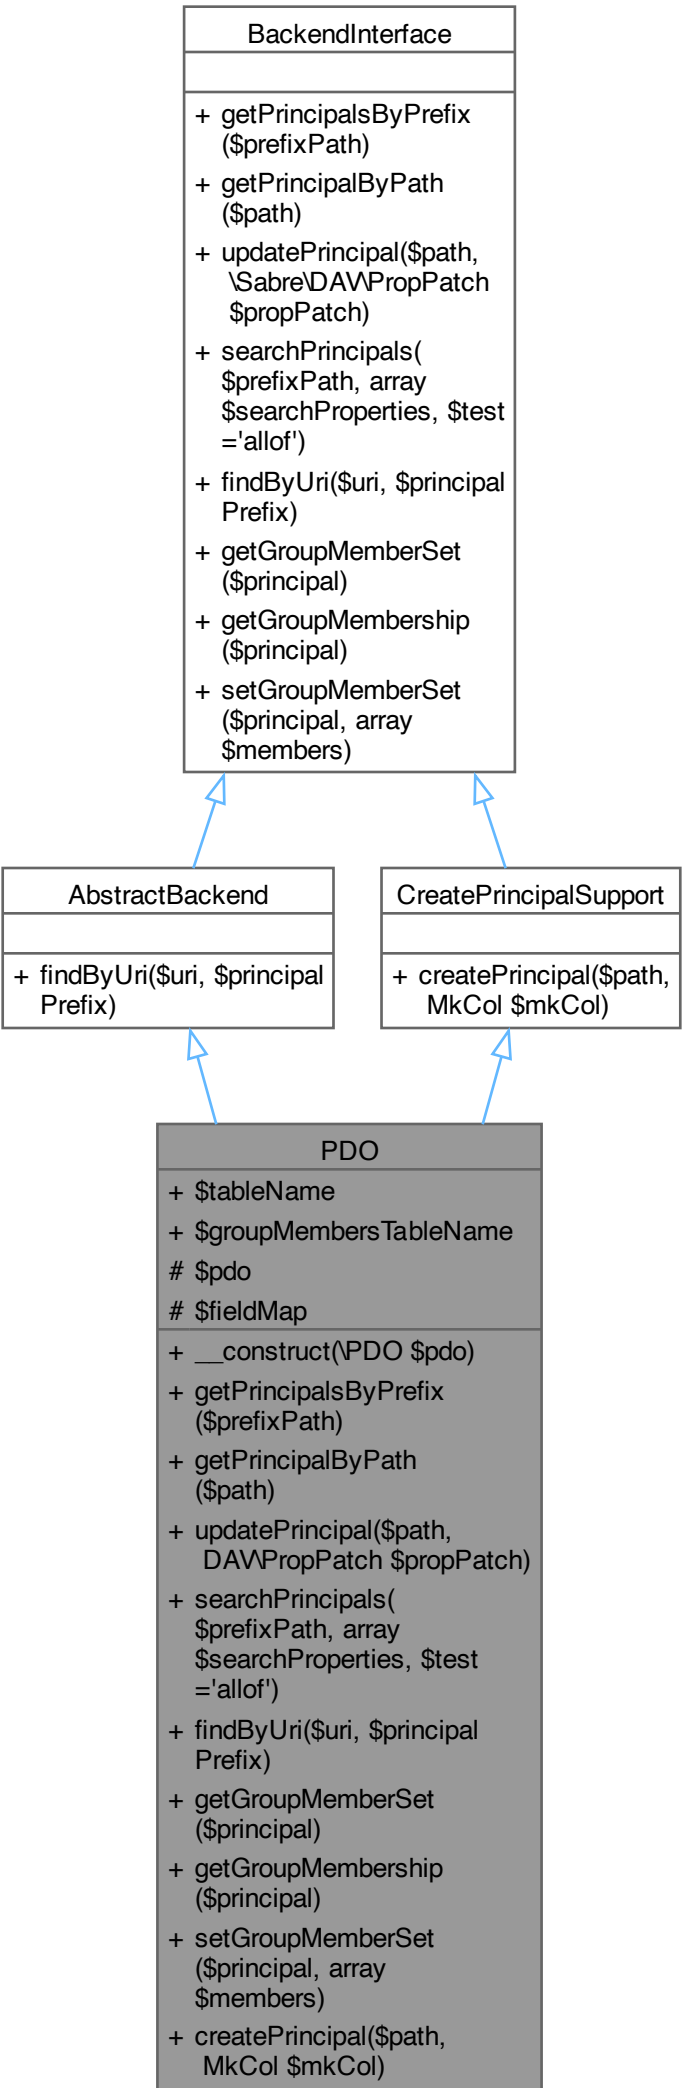 BackendInterface
+ getPrincipalsByPrefix
($prefixPath)
+ getPrincipalByPath
($path)
+ updatePrincipal($path,
\Sabre\DAV\PropPatch
$propPatch)
+ searchPrincipals(
$prefixPath, array
$searchProperties, $test
='allof')
+ findByUri($uri, $principal
Prefix)
+ getGroupMemberSet
($principal)
+ getGroupMembership
($principal)
+ setGroupMemberSet
($principal, array
$members)
AbstractBackend
+ findByUri($uri, $principal
Prefix)
CreatePrincipalSupport
+ createPrincipal($path,
MkCol $mkCol)
PDO
+ $tableName
+ $groupMembersTableName
# $pdo
# $fieldMap
+ __construct(\PDO $pdo)
+ getPrincipalsByPrefix
($prefixPath)
+ getPrincipalByPath
($path)
+ updatePrincipal($path,
DAV\PropPatch $propPatch)
+ searchPrincipals(
$prefixPath, array
$searchProperties, $test
='allof')
+ findByUri($uri, $principal
Prefix)
+ getGroupMemberSet
($principal)
+ getGroupMembership
($principal)
+ setGroupMemberSet
($principal, array
$members)
+ createPrincipal($path,
MkCol $mkCol)